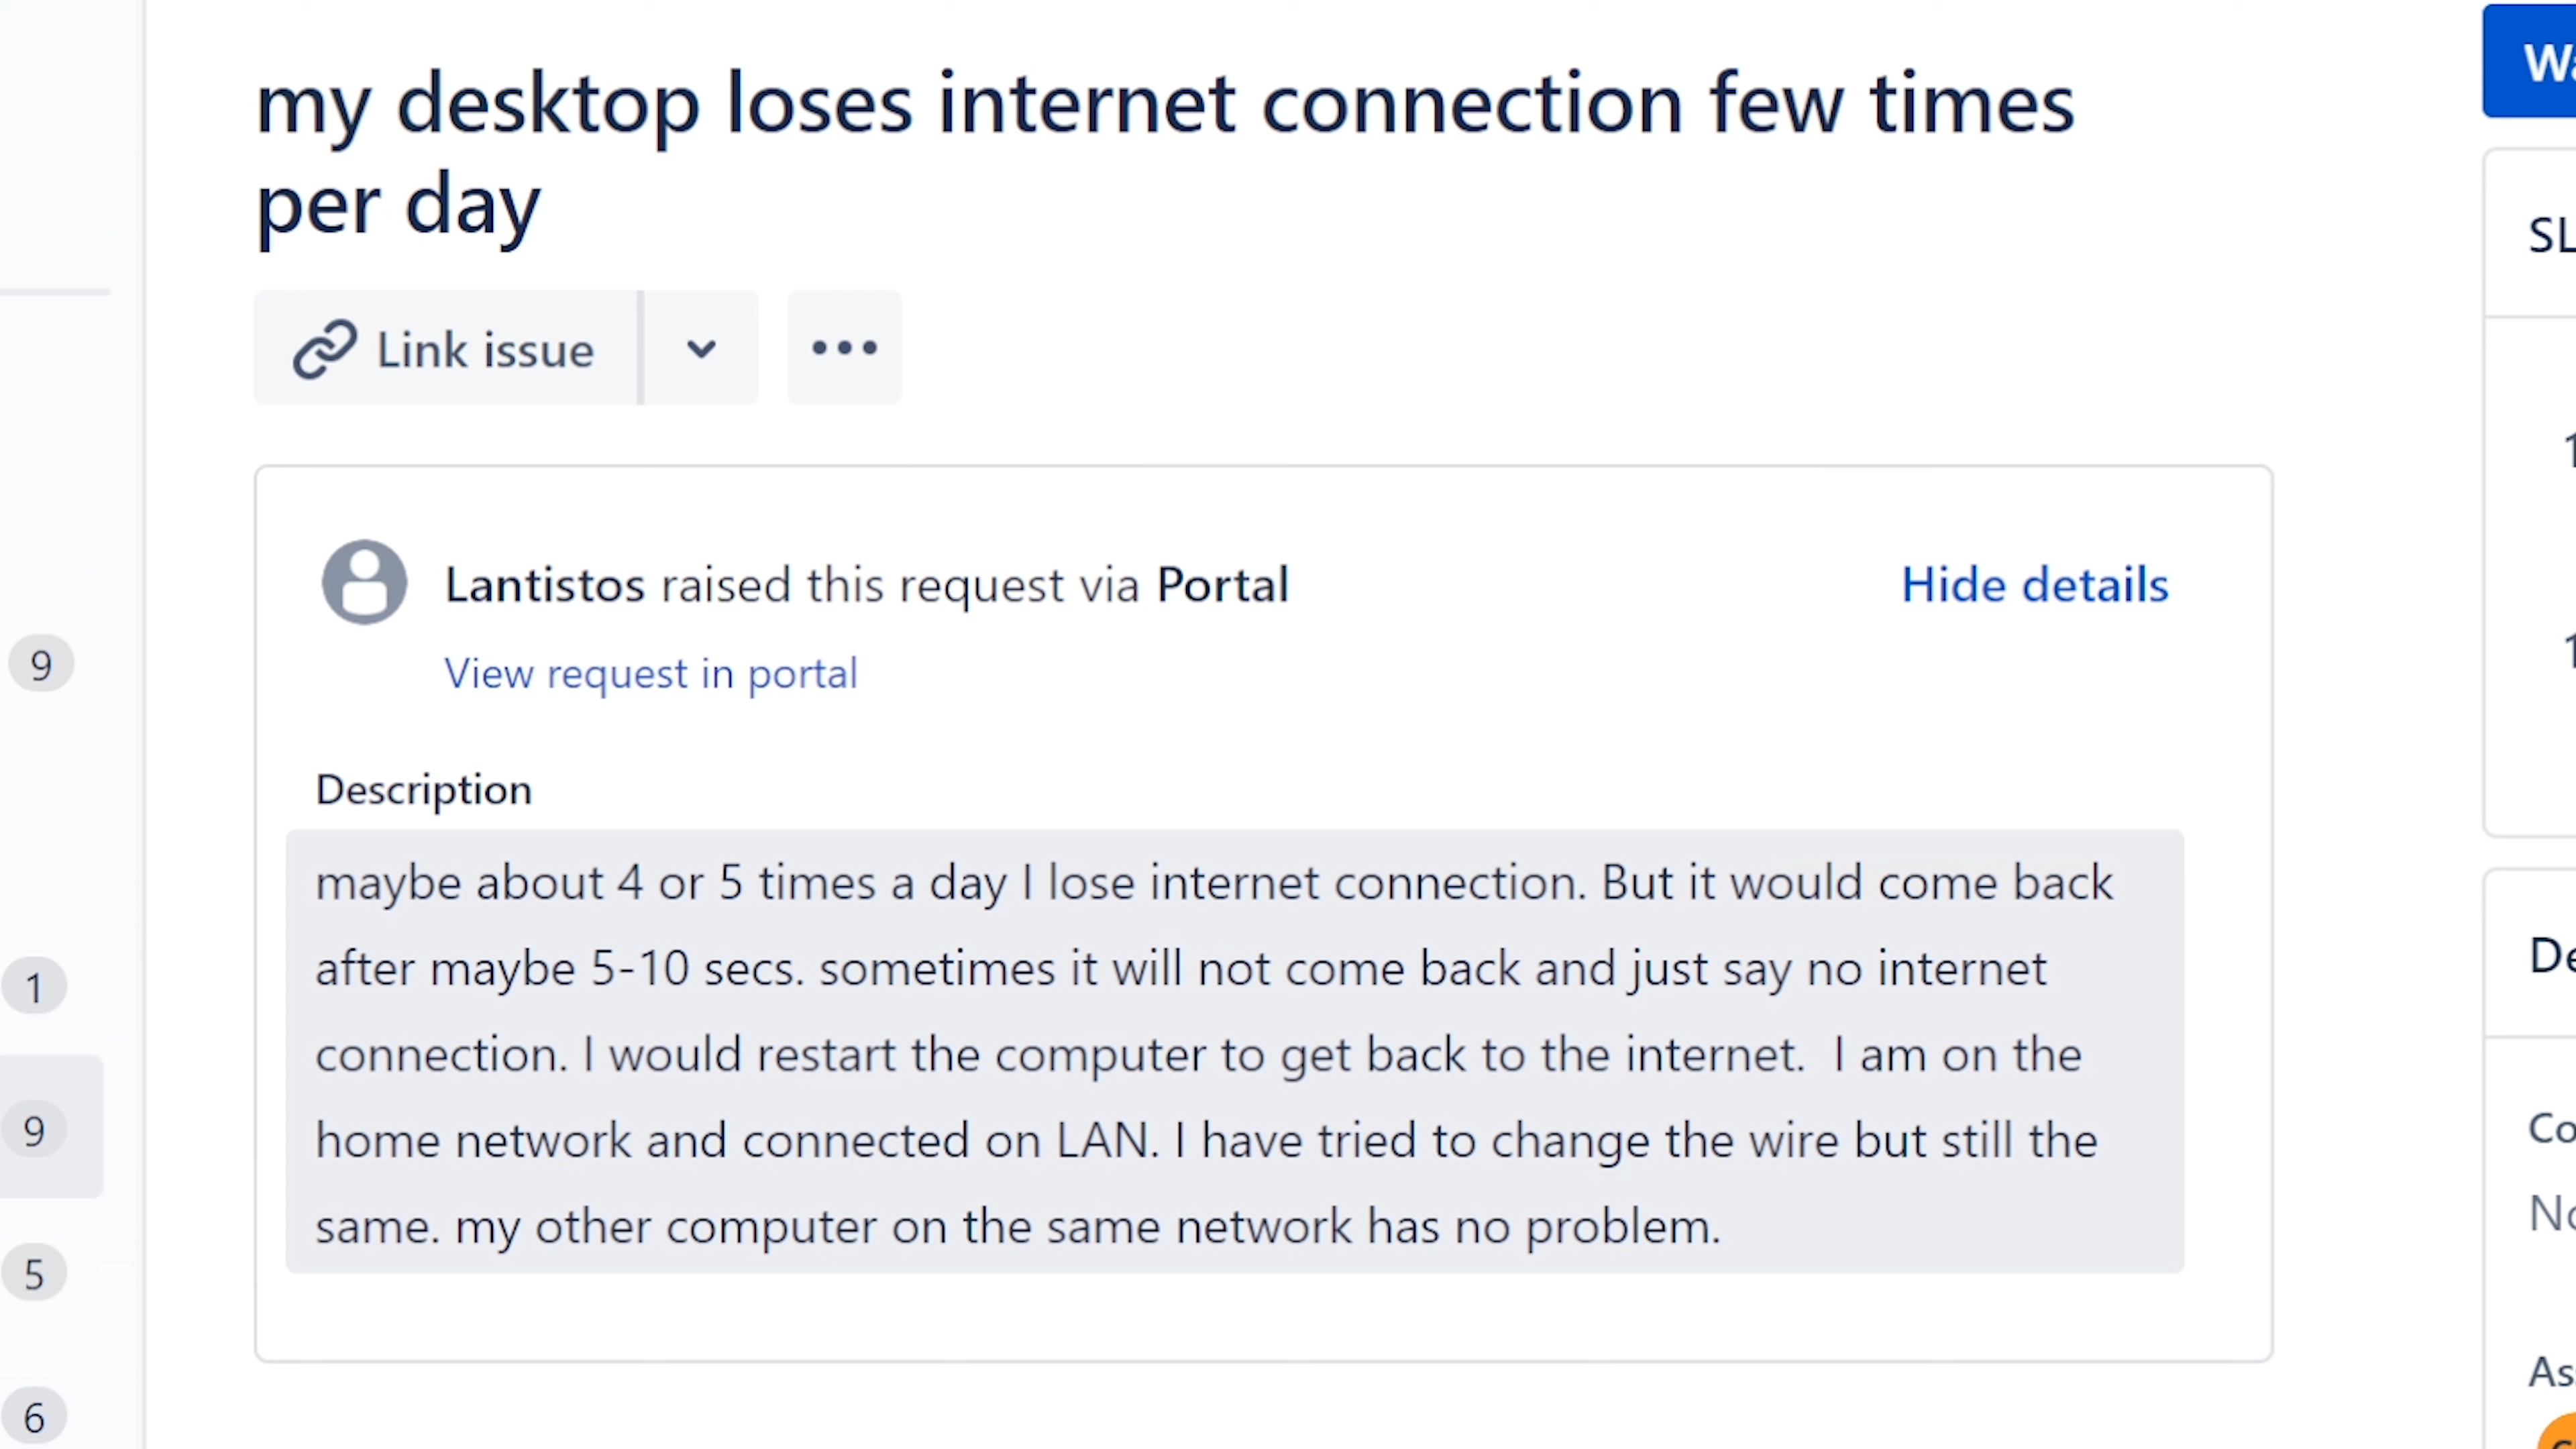 my desktop loses internet connection few times
per day
Link issue
Lantistos raised this request via Portal
Hide details
View request in portal
Description
maybe about 4 or 5 times a day I lose internet connection. But it would come back
after maybe 5-10 secs. sometimes it will not come back and just say no internet
connection. I would restart the computer to get back to the internet.  I am on the
home network and connected on LAN. I have tried to change the wire but still the
same. my other computer on the same network has no problem.
9
1
9
5
6